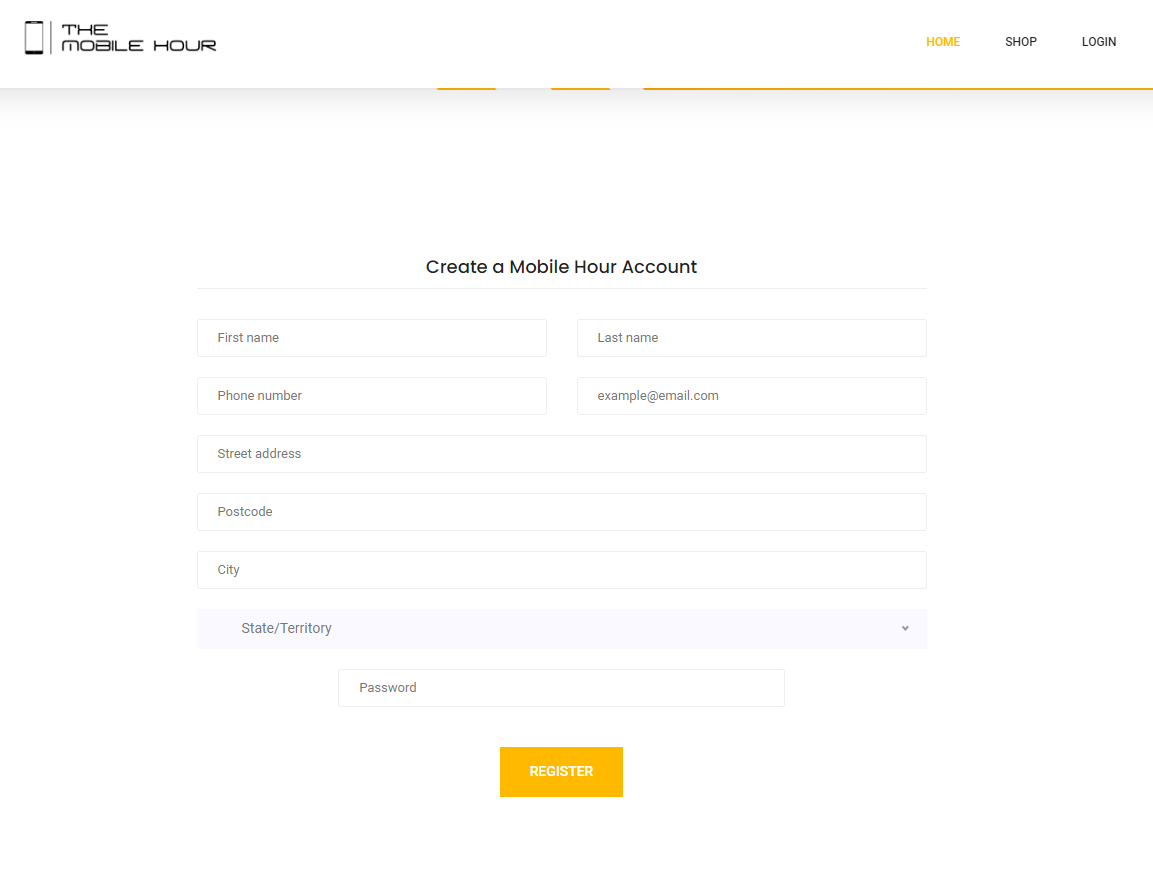 THE
MOBILE HOUR
HOME SHOP LOGIN
Create a Mobile Hour Account
First name Last name
Phone number example@email.com
Street address
Postcode
City
State/Territory
Password
REGISTER